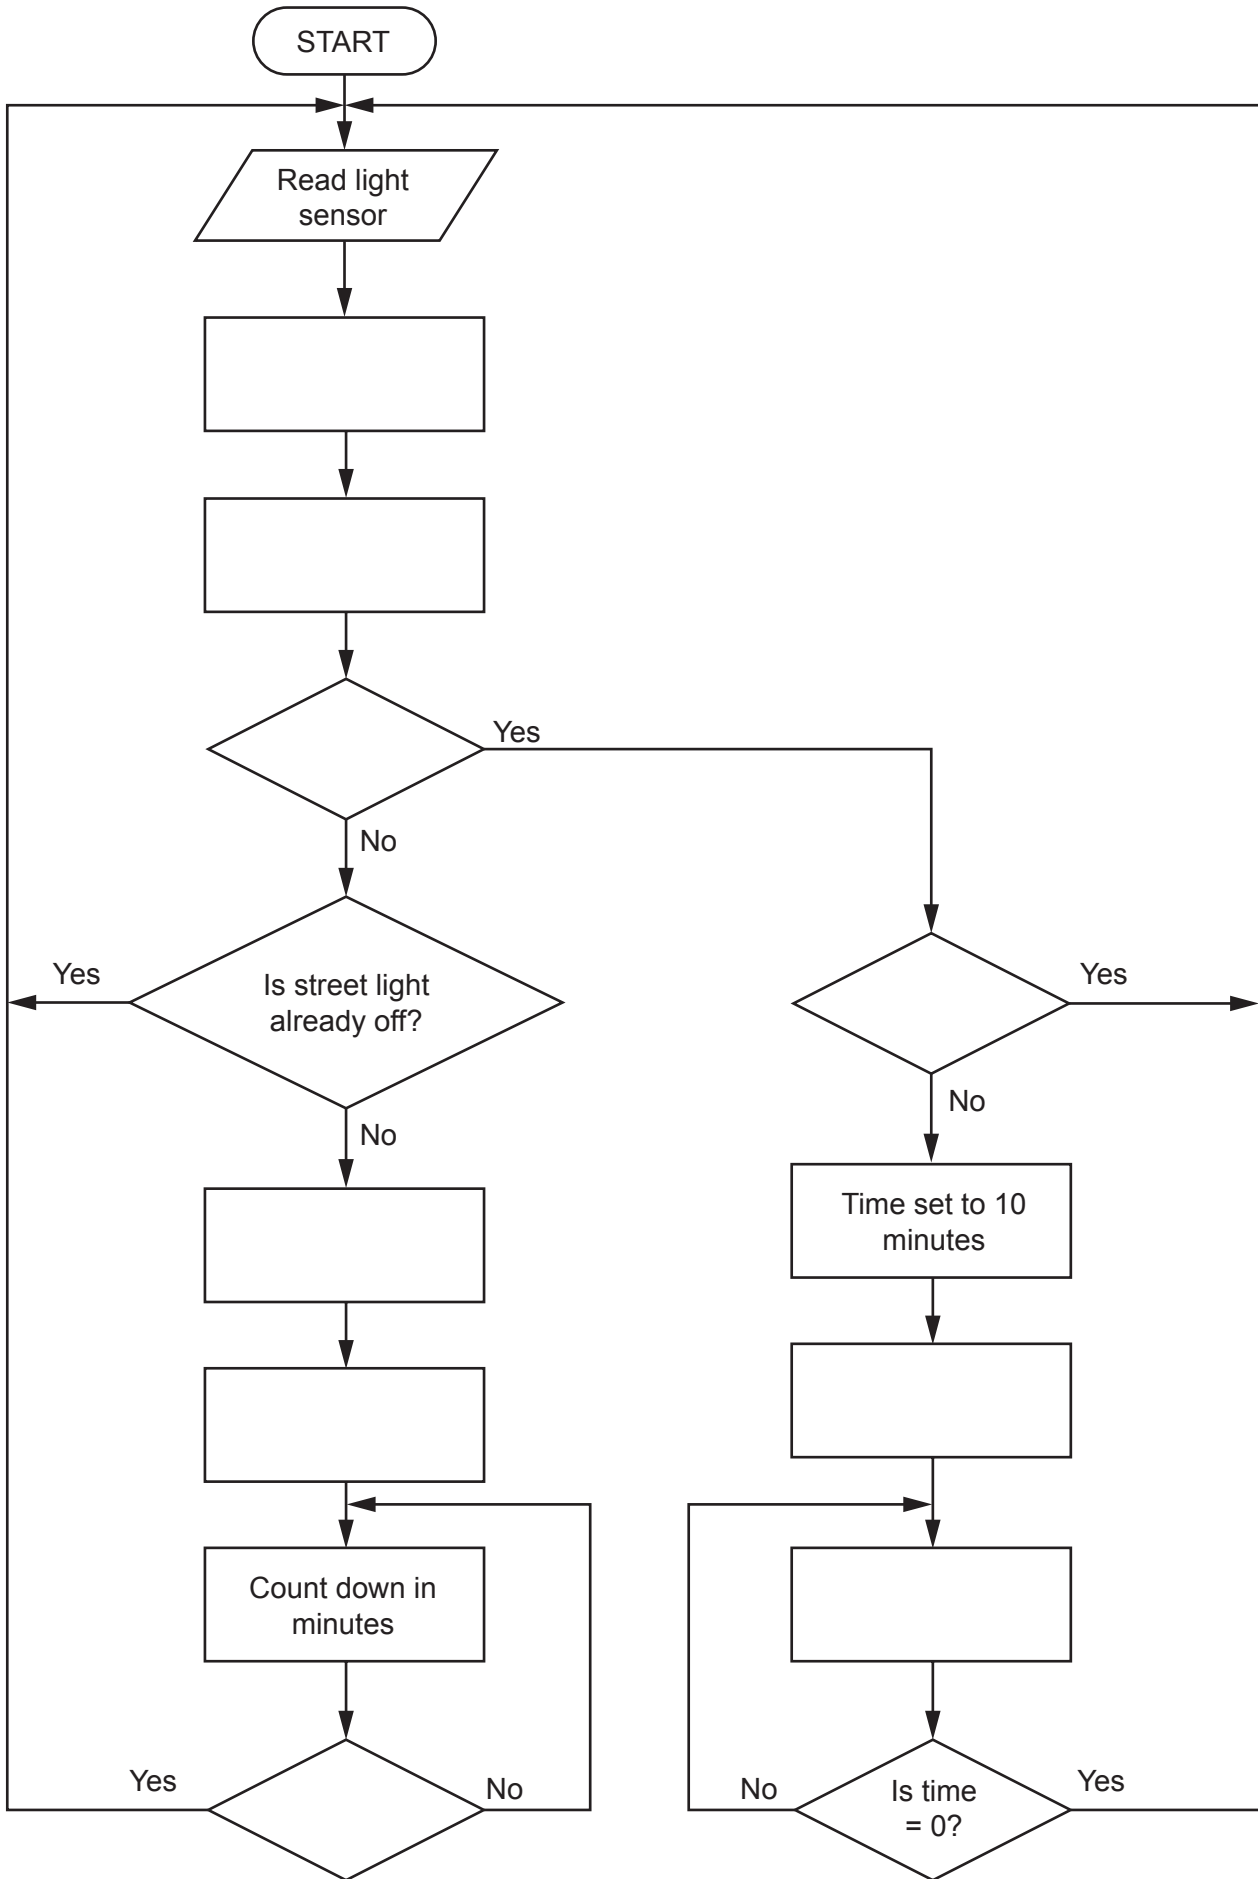 START
Read light
sensor
Yes
No
Yes
Is street light
already off?
Yes
No
No
Time set to 10
minutes
Count down in
minutes
Yes
No
No
Is time
= 0?
Yes